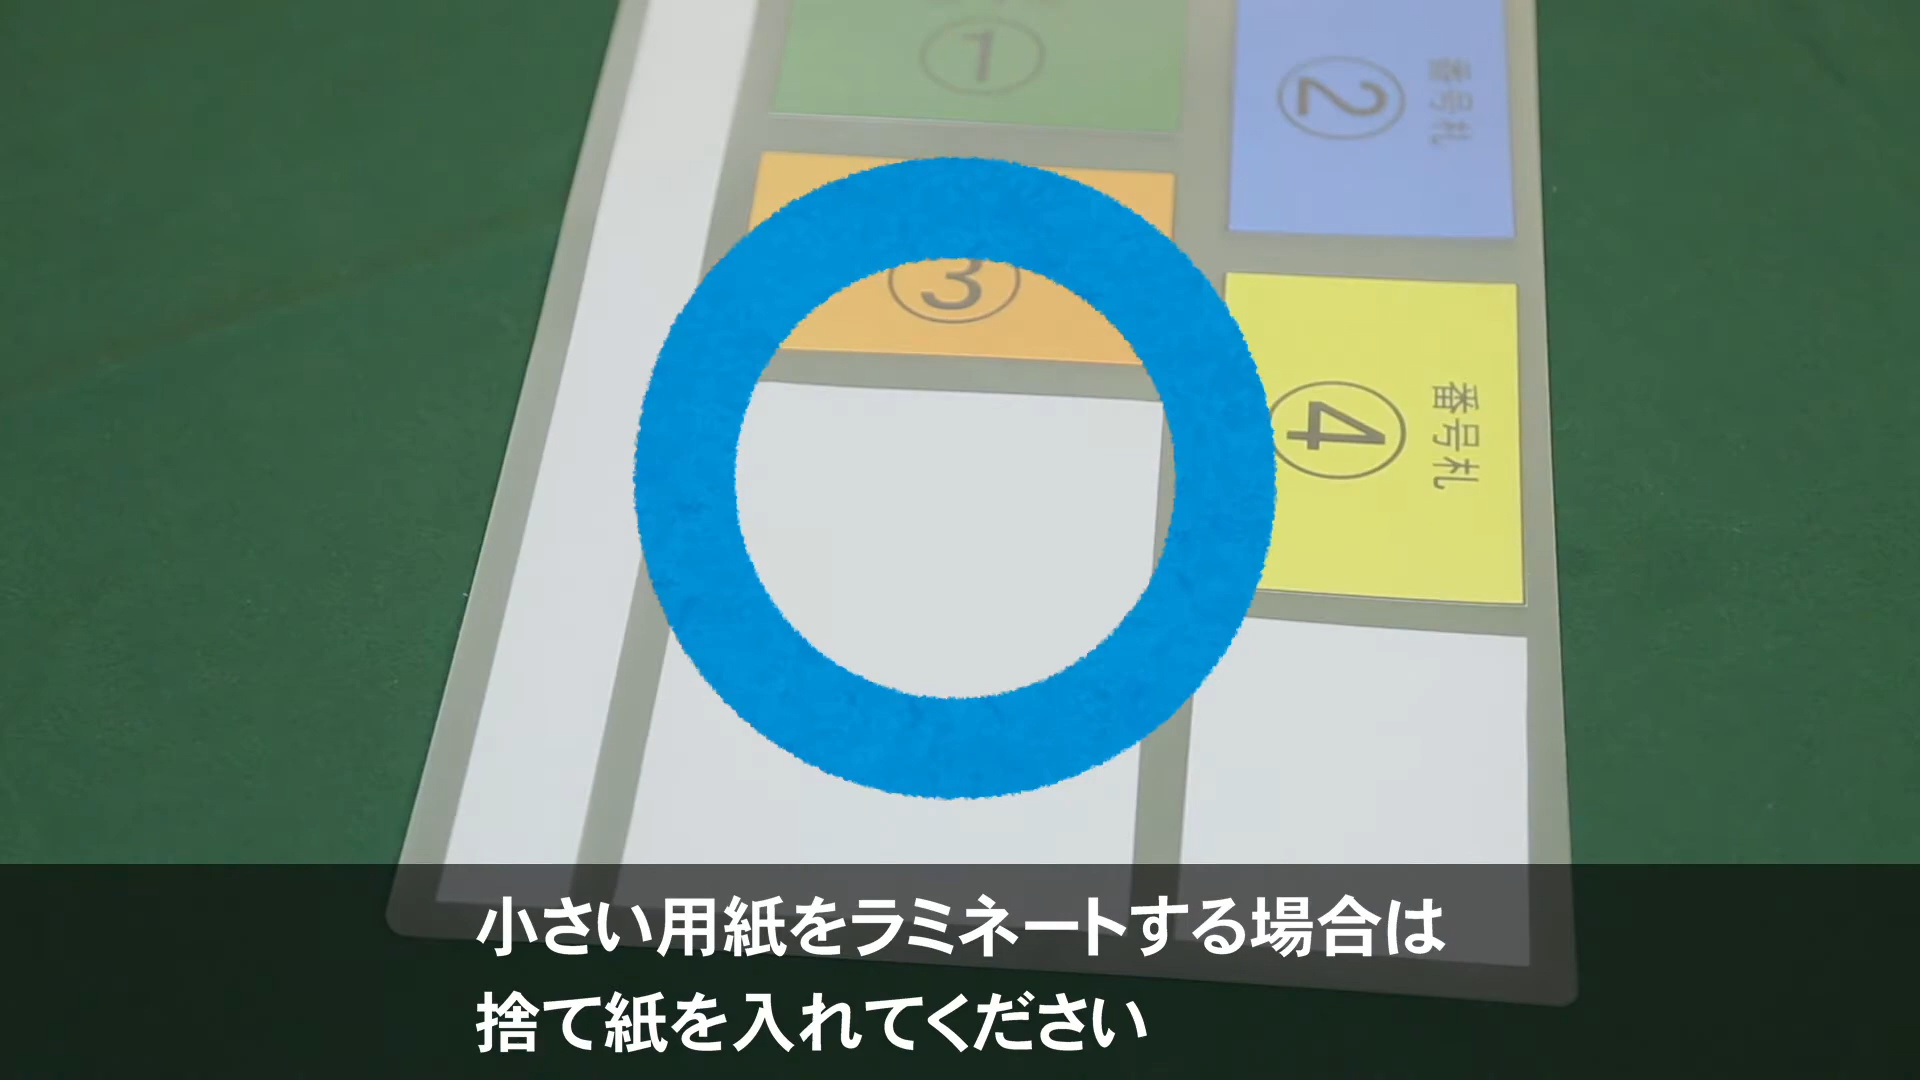 ①
② 番号札
③
④ 番号札
小さい用紙をラミネートする場合は
捨て紙を入れてください